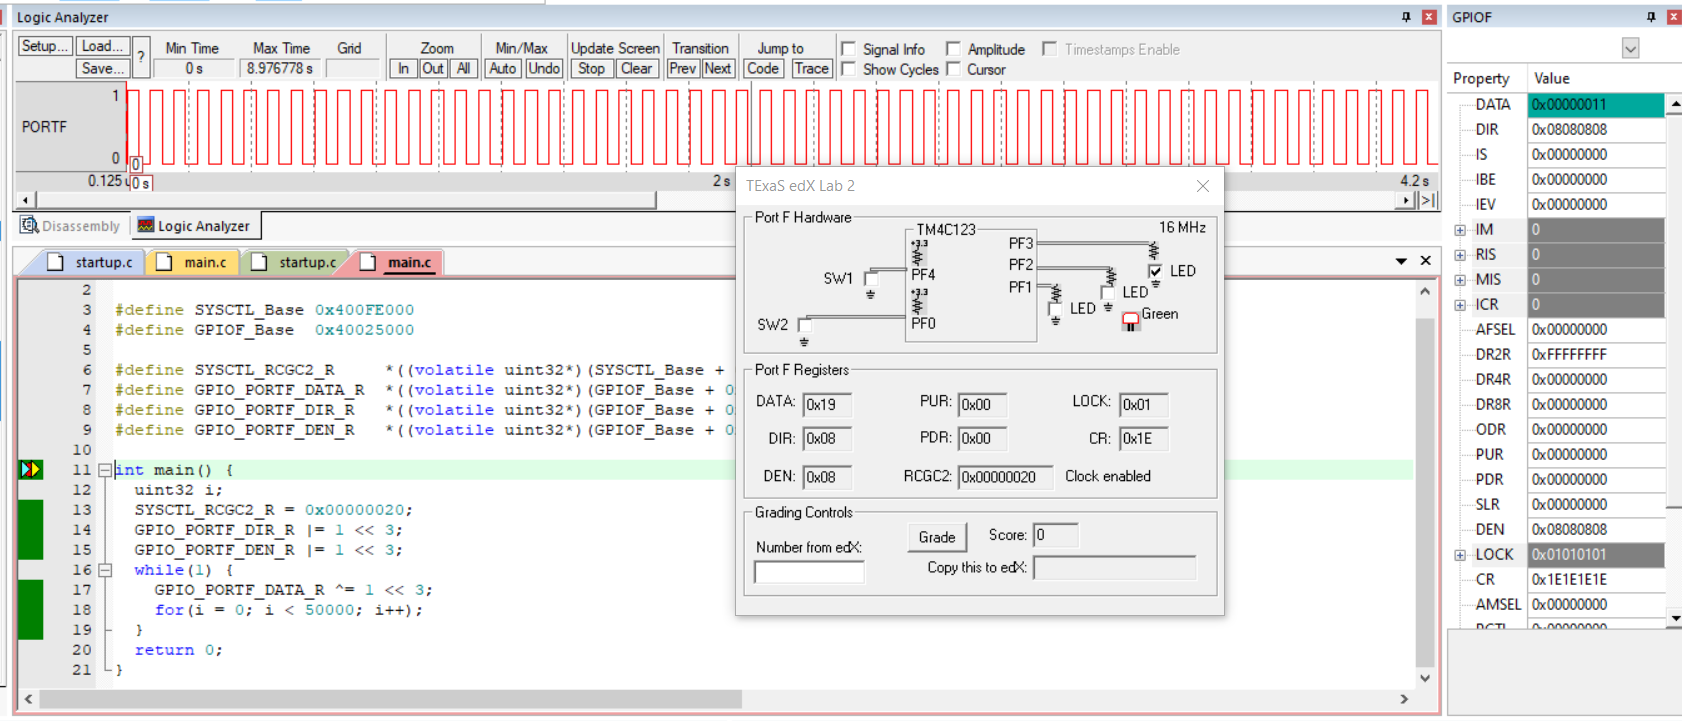 Logic Analyzer
Setup... Load... ? Min Time Max Time Grid Zoom Min/Max Update Screen Transition Jump to Signal Info Amplitude Timestamps Enable
Save... 0 s 8.976778 s In Out All Auto Undo Stop Clear Prev Next Code Trace Show Cycles Cursor
1
PORTF
0 0
0.125 u 0 s 2 s 4.2 s
Disassembly Logic Analyzer
startup.c main.c startup.c main.c
2
3 #define SYSCTL_Base 0x400FE000
4 #define GPIOF_Base 0x40025000
5
6 #define SYSCTL_RCGC2_R *((volatile uint32*)(SYSCTL_Base +
7 #define GPIO_PORTF_DATA_R *((volatile uint32*)(GPIOF_Base + 0
8 #define GPIO_PORTF_DIR_R *((volatile uint32*)(GPIOF_Base + 0
9 #define GPIO_PORTF_DEN_R *((volatile uint32*)(GPIOF_Base + 0
10
11 int main() {
12 uint32 i;
13 SYSCTL_RCGC2_R = 0x00000020;
14 GPIO_PORTF_DIR_R |= 1 << 3;
15 GPIO_PORTF_DEN_R |= 1 << 3;
16 while(1) {
17 GPIO_PORTF_DATA_R ^= 1 << 3;
18 for(i = 0; i < 50000; i++);
19 }
20 return 0;
21 }
TExaS edX Lab 2
Port F Hardware
TM4C123 16 MHz
+3.3 PF3
SW1 PF4 PF2 LED
+3.3 PF1 LED
SW2 PF0 LED Green
Port F Registers
DATA: 0x19 PUR: 0x00 LOCK: 0x01
DIR: 0x08 PDR: 0x00 CR: 0x1E
DEN: 0x08 RCGC2: 0x00000020 Clock enabled
Grading Controls
Number from edX: Grade Score: 0
Copy this to edX:
GPIOF
Property Value
DATA 0x00000011
DIR 0x08080808
IS 0x00000000
IBE 0x00000000
IEV 0x00000000
IM 0
RIS 0
MIS 0
ICR 0
AFSEL 0x00000000
DR2R 0xFFFFFFFF
DR4R 0x00000000
DR8R 0x00000000
ODR 0x00000000
PUR 0x00000000
PDR 0x00000000
SLR 0x00000000
DEN 0x08080808
LOCK 0x01010101
CR 0x1E1E1E1E
AMSEL 0x00000000